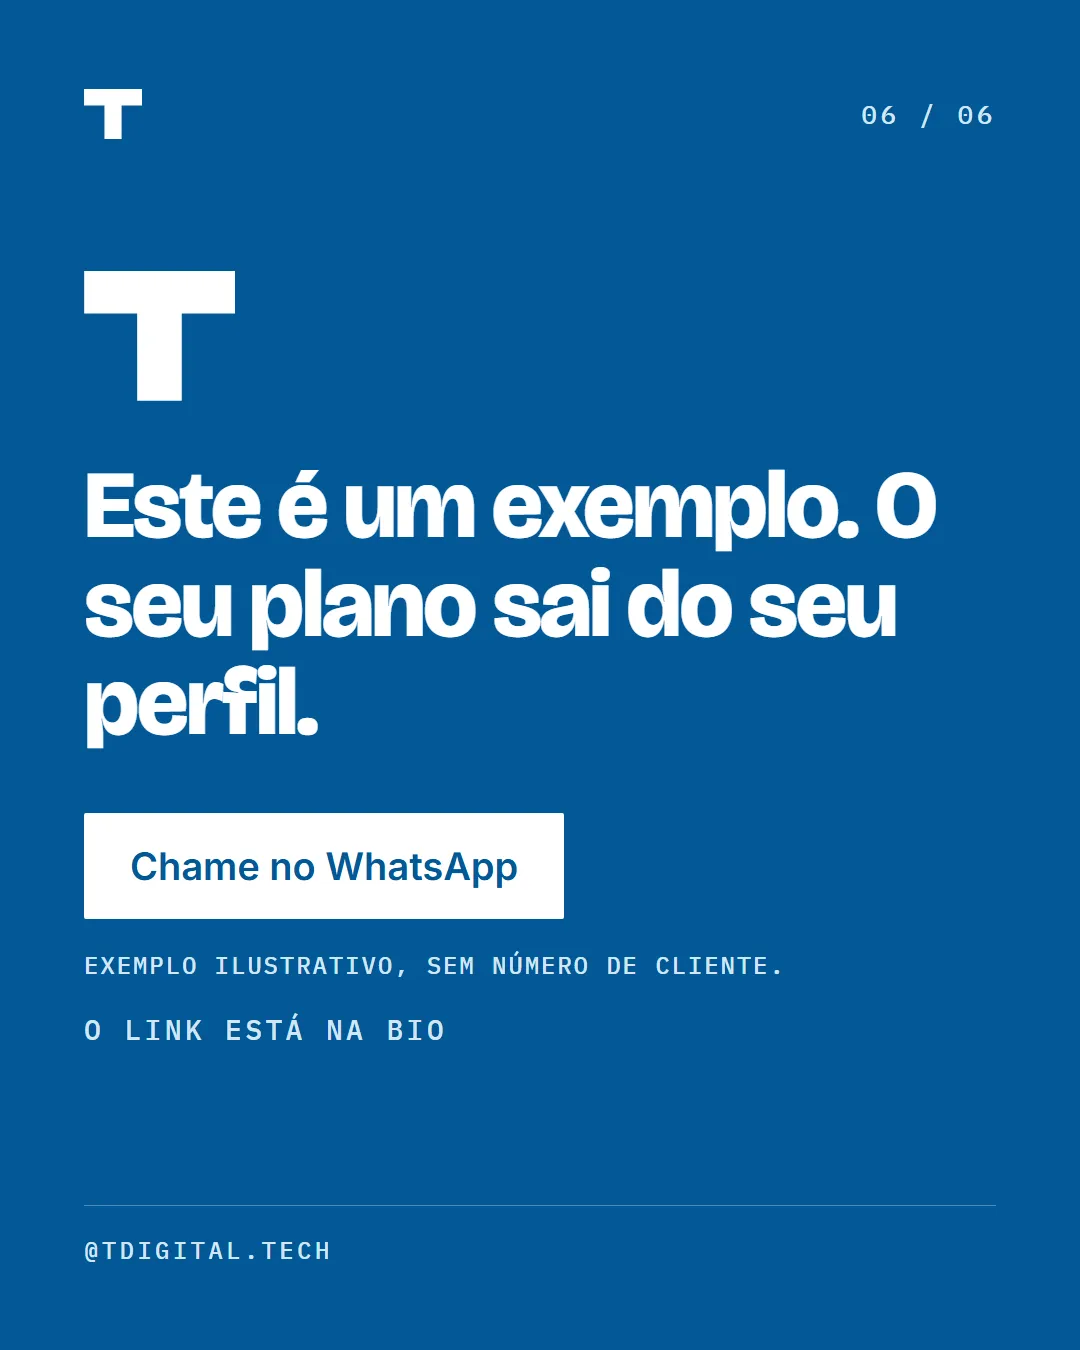 T
06 / 06
T
Este é um exemplo. O
seu plano sai do seu
perfil.
Chame no WhatsApp
EXEMPLO ILUSTRATIVO, SEM NÚMERO DE CLIENTE.
O LINK ESTÁ NA BIO
@TDIGITAL.TECH